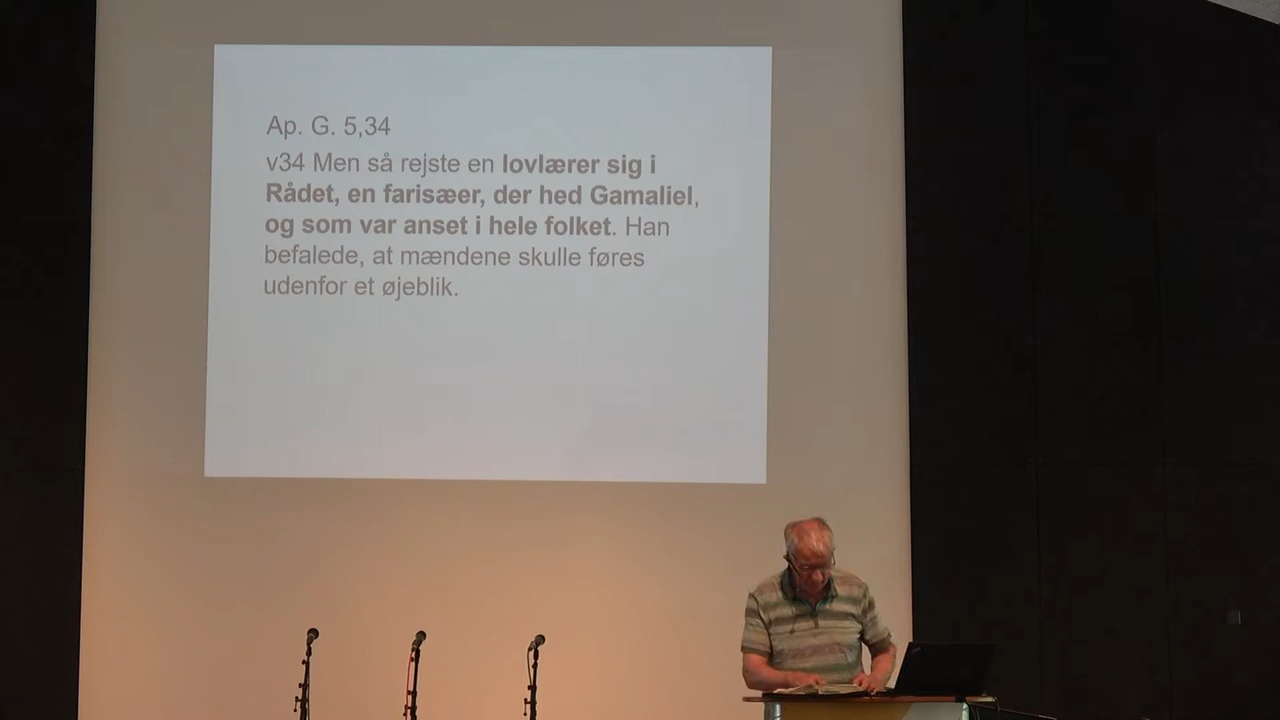 Ap. G. 5,34
v34 Men så rejste en lovlærer sig i
Rådet, en farisæer, der hed Gamaliel,
og som var anset i hele folket. Han
befalede, at mændene skulle føres
udenfor et øjeblik.